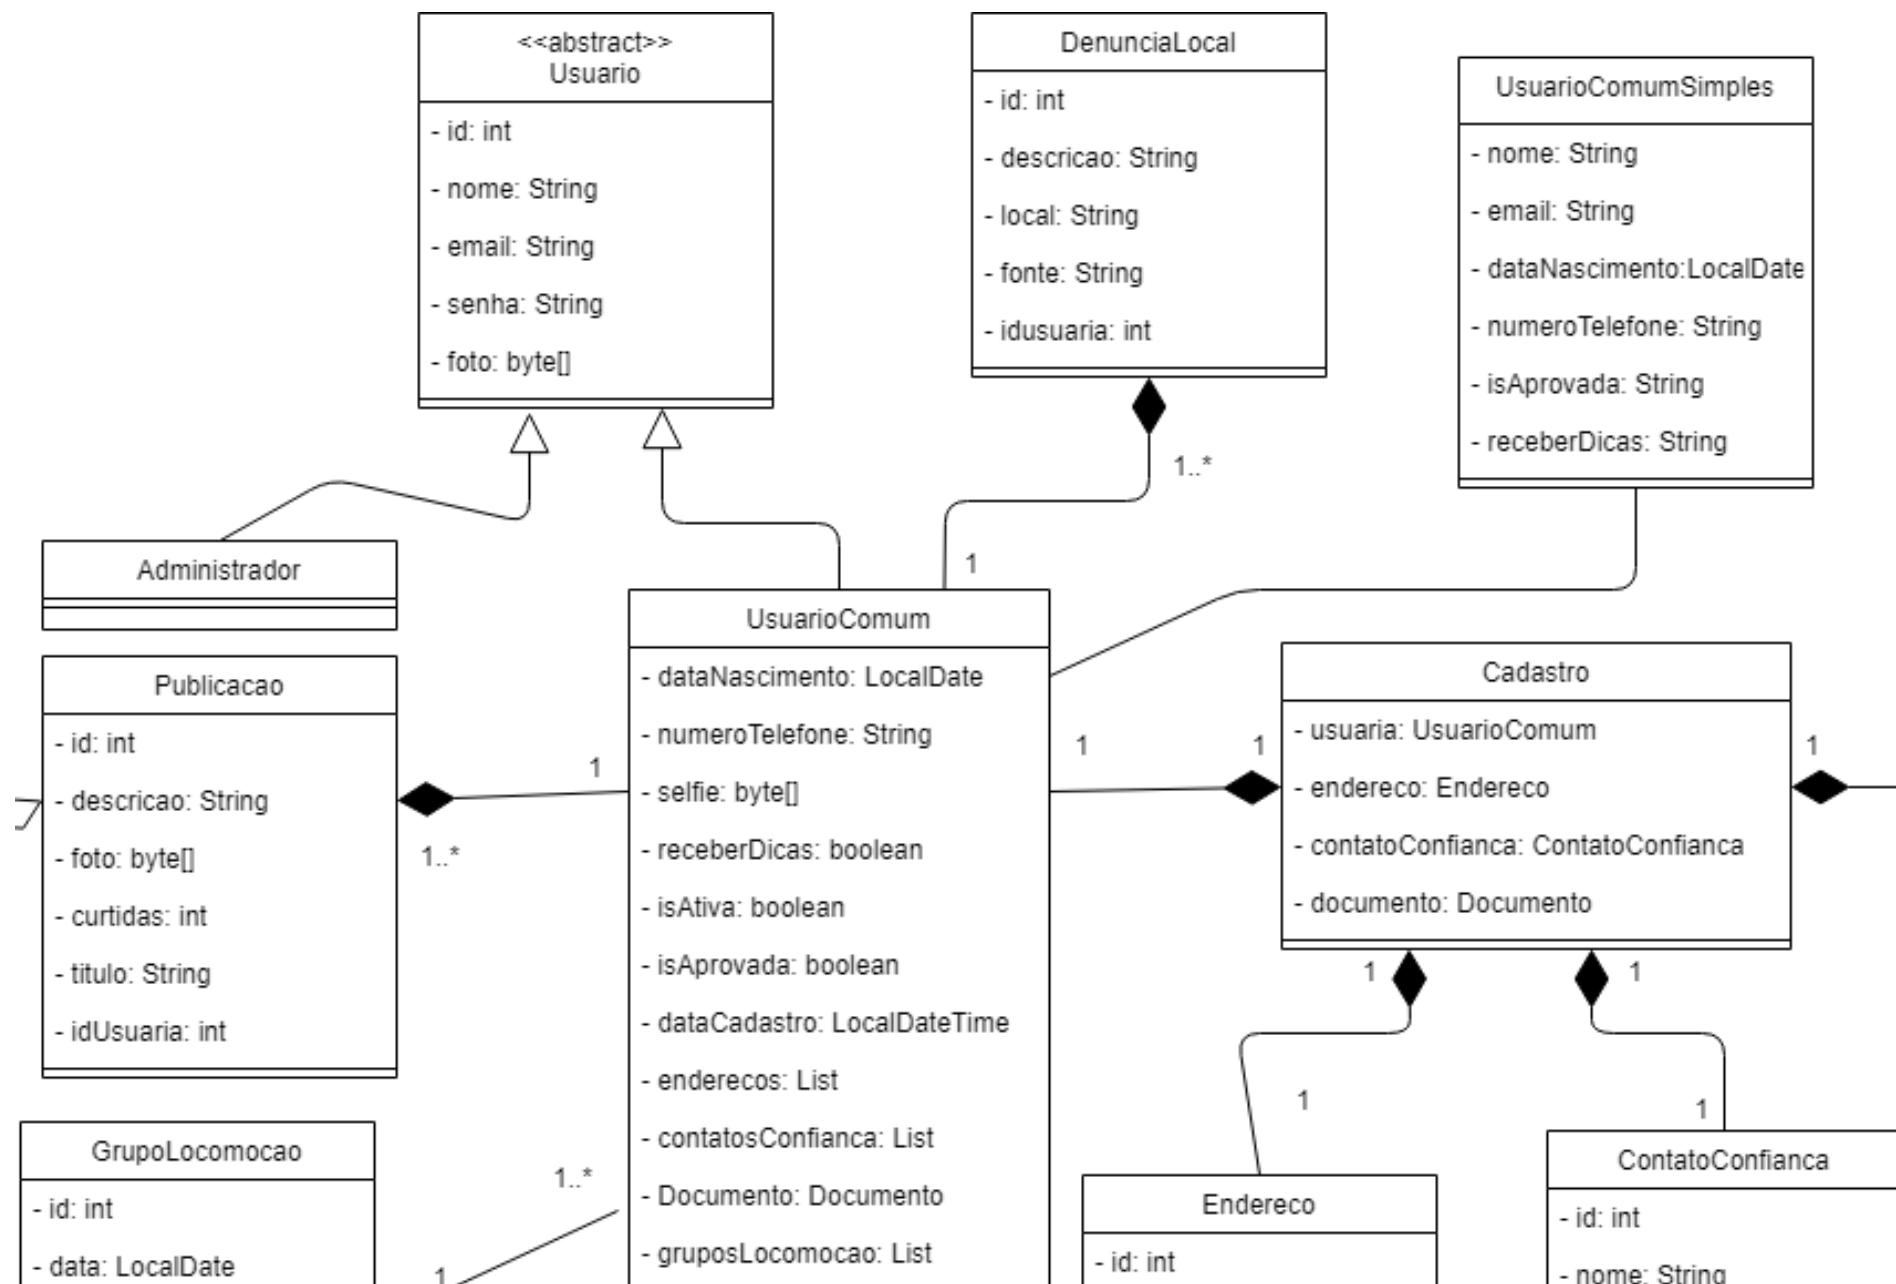 <<abstract>>
Usuario
- id: int
- nome: String
- email: String
- senha: String
- foto: byte[]
DenunciaLocal
- id: int
- descricao: String
- local: String
- fonte: String
- idusuaria: int
1..*
1
UsuarioComumSimples
- nome: String
- email: String
- dataNascimento:LocalDate
- numeroTelefone: String
- isAprovada: String
- receberDicas: String
Administrador
Publicacao
- id: int
- descricao: String
- foto: byte[]
- curtidas: int
- titulo: String
- idUsuaria: int
1
1..*
UsuarioComum
- dataNascimento: LocalDate
- numeroTelefone: String
- selfie: byte[]
- receberDicas: boolean
- isAtiva: boolean
- isAprovada: boolean
- dataCadastro: LocalDateTime
- enderecos: List
- contatosConfianca: List
- Documento: Documento
- gruposLocomocao: List
1
1
Cadastro
- usuaria: UsuarioComum
- endereco: Endereco
- contatoConfianca: ContatoConfianca
- documento: Documento
1
1
1
1
1
GrupoLocomocao
- id: int
- data: LocalDate
1..*
1
Endereco
- id: int
ContatoConfianca
- id: int
- nome: String